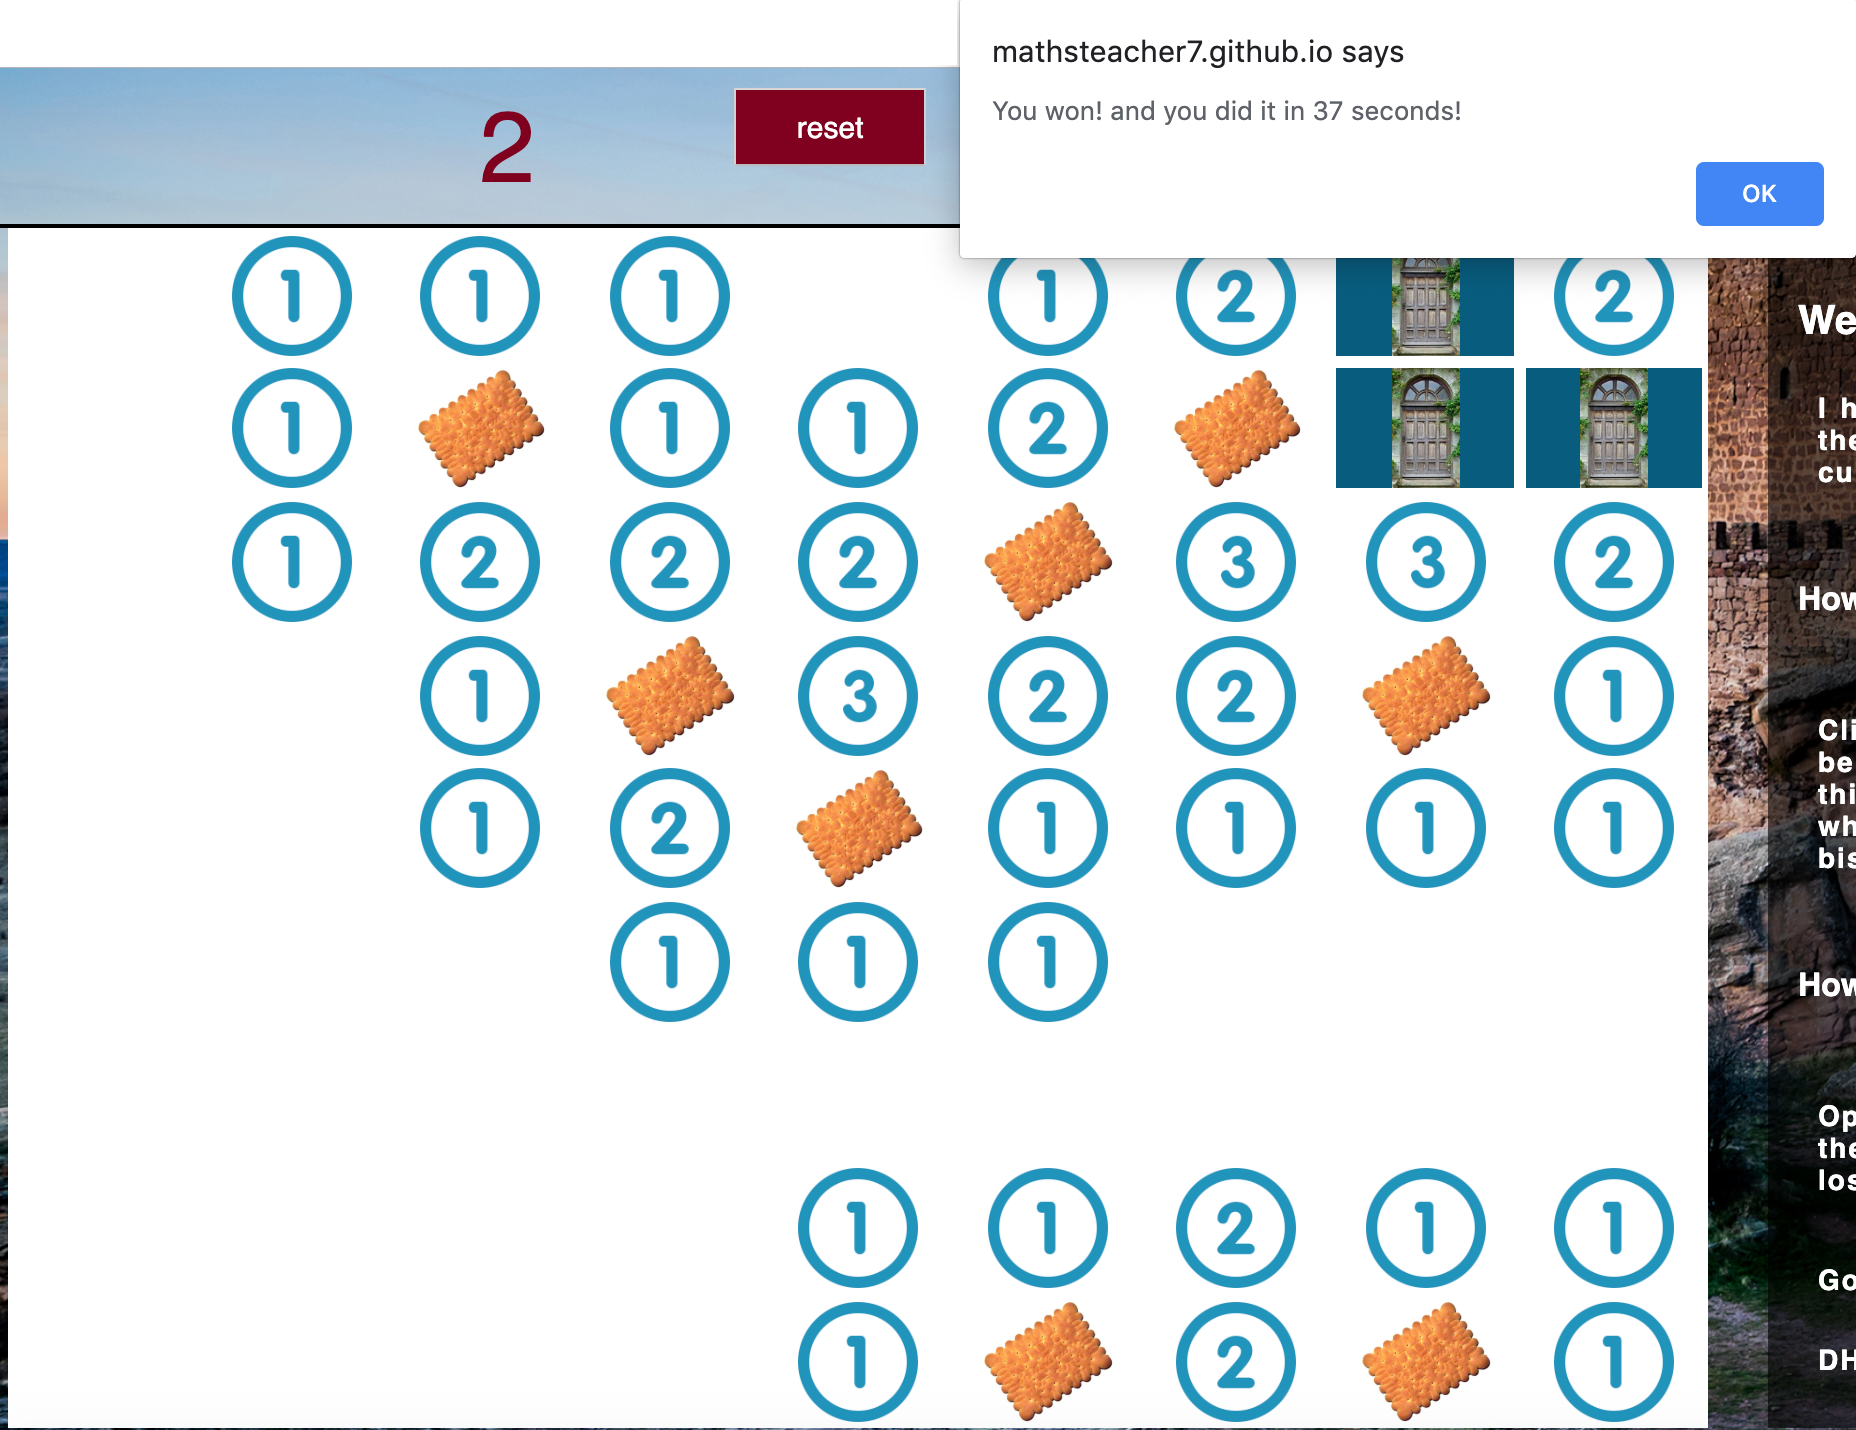 mathsteacher7.github.io says
You won! and you did it in 37 seconds!
OK
2
reset
1 1 1 1 2 2
1 1 1 2
1 2 2 2 3 3 2
1 3 2 2 1
1 2 1 1 1 1
1 1 1
1 1 2 1 1
1 2 1
We
I h
the
cu
How
Cli
be
thi
wh
bis
How
Op
the
los
Go
DH